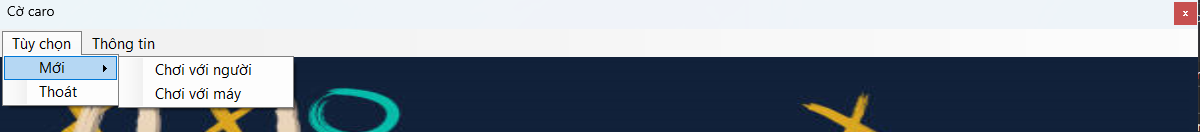 Cờ caro
x
Tùy chọn Thông tin
Mới
Chơi với người
Thoát
Chơi với máy